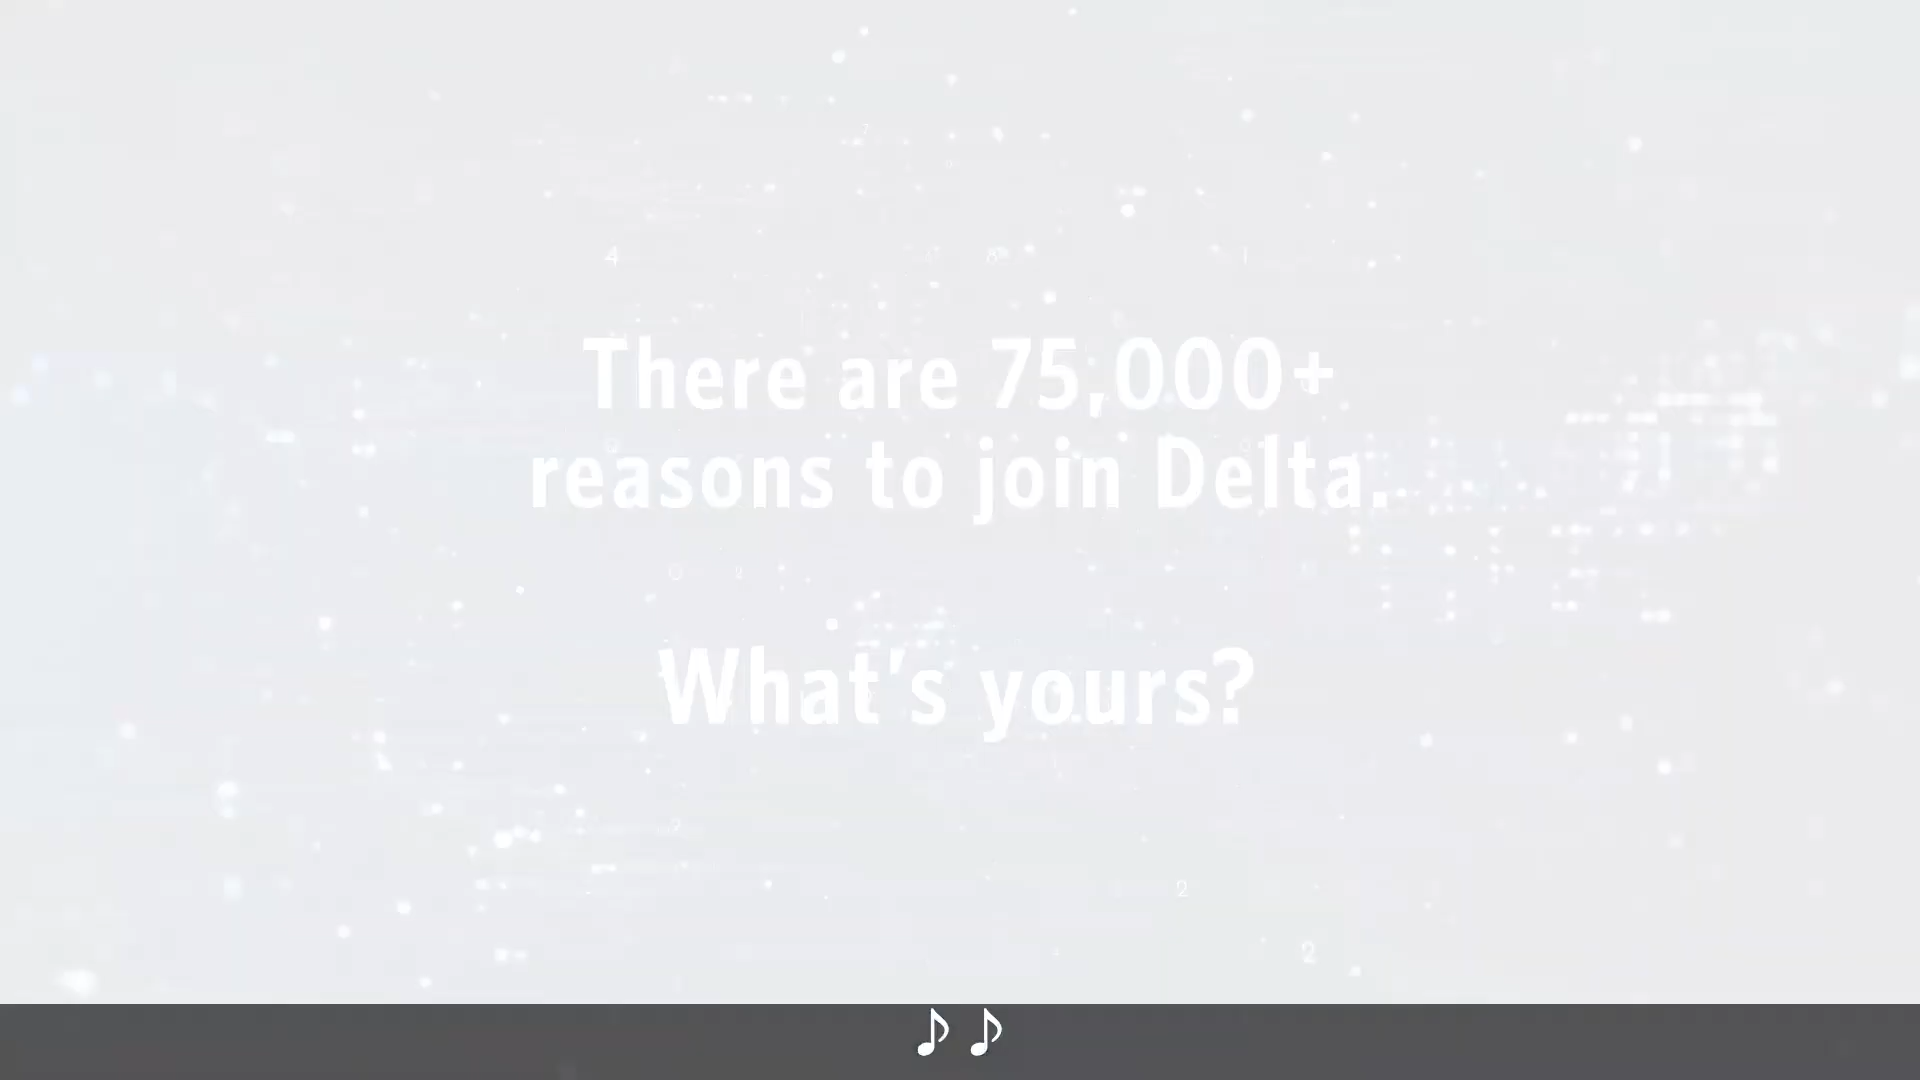 There are 75,000+
reasons to join Delta.
What's yours?
♪ ♪